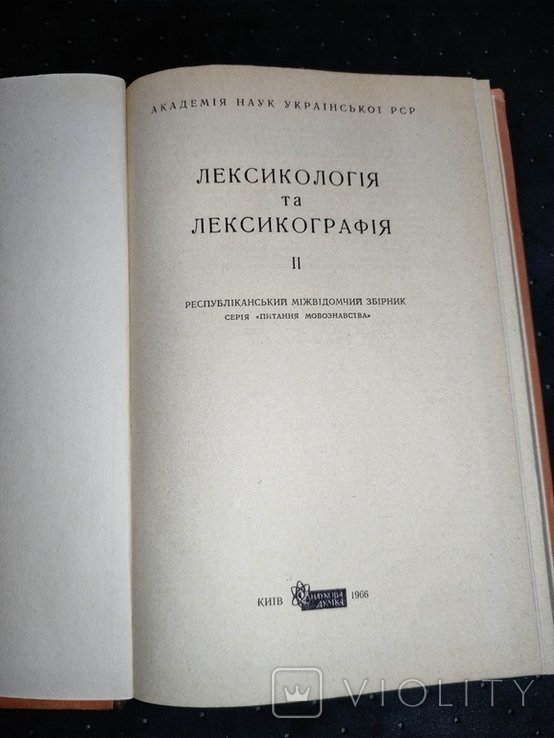 АКАДЕМІЯ НАУК УКРАЇНСЬКОЇ РСР
ЛЕКСИКОЛОГІЯ
та
ЛЕКСИКОГРАФІЯ
II
РЕСПУБЛІКАНСЬКИЙ МІЖВІДОМЧИЙ ЗБІРНИК
СЕРІЯ «ПИТАННЯ МОВОЗНАВСТВА»
КИЇВ НАУКОВА ДУМКА 1966
VIOLITY